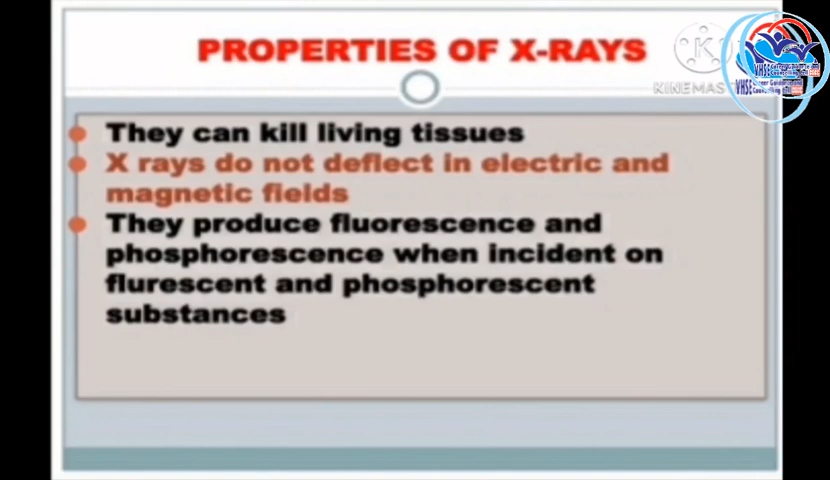 PROPERTIES OF X-RAYS
K
KINEMAS
They can kill living tissues
X rays do not deflect in electric and
magnetic fields
They produce fluorescence and
phosphorescence when incident on
flurescent and phosphorescent
substances